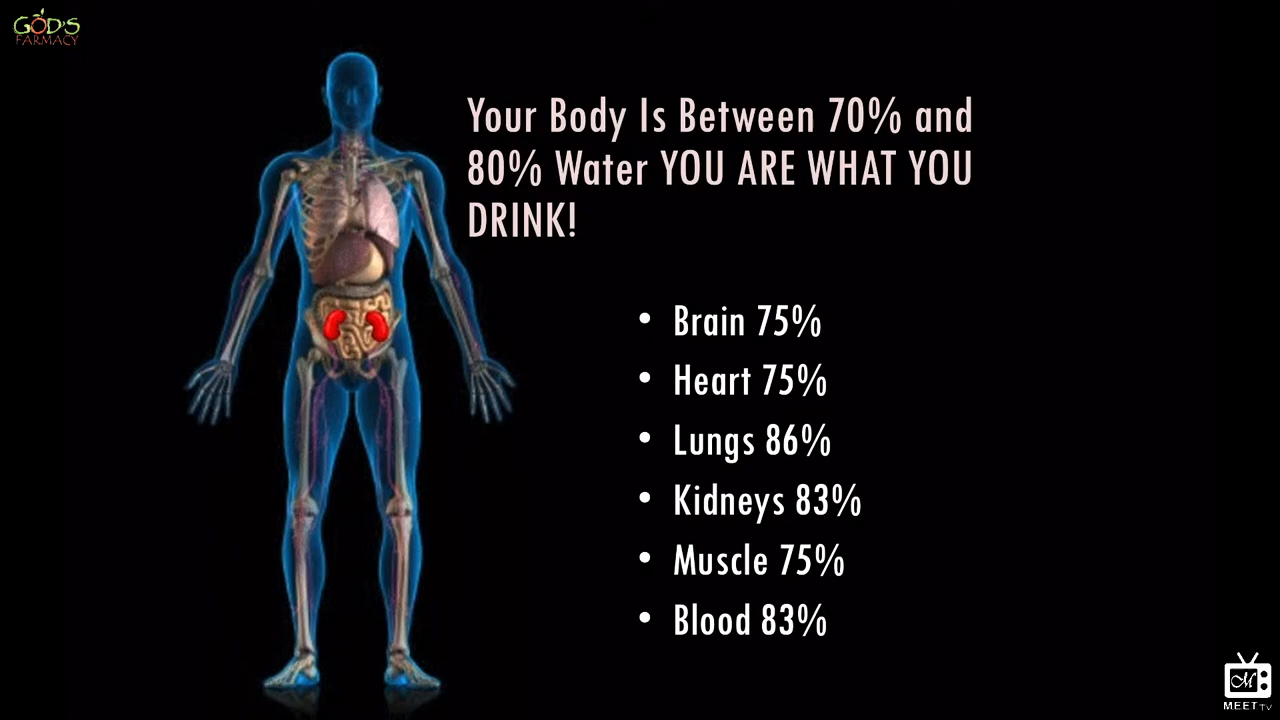 GOD'S
FARMACY
Your Body Is Between 70% and
80% Water YOU ARE WHAT YOU
DRINK!
• Brain 75%
• Heart 75%
• Lungs 86%
• Kidneys 83%
• Muscle 75%
• Blood 83%
M
MEET TV